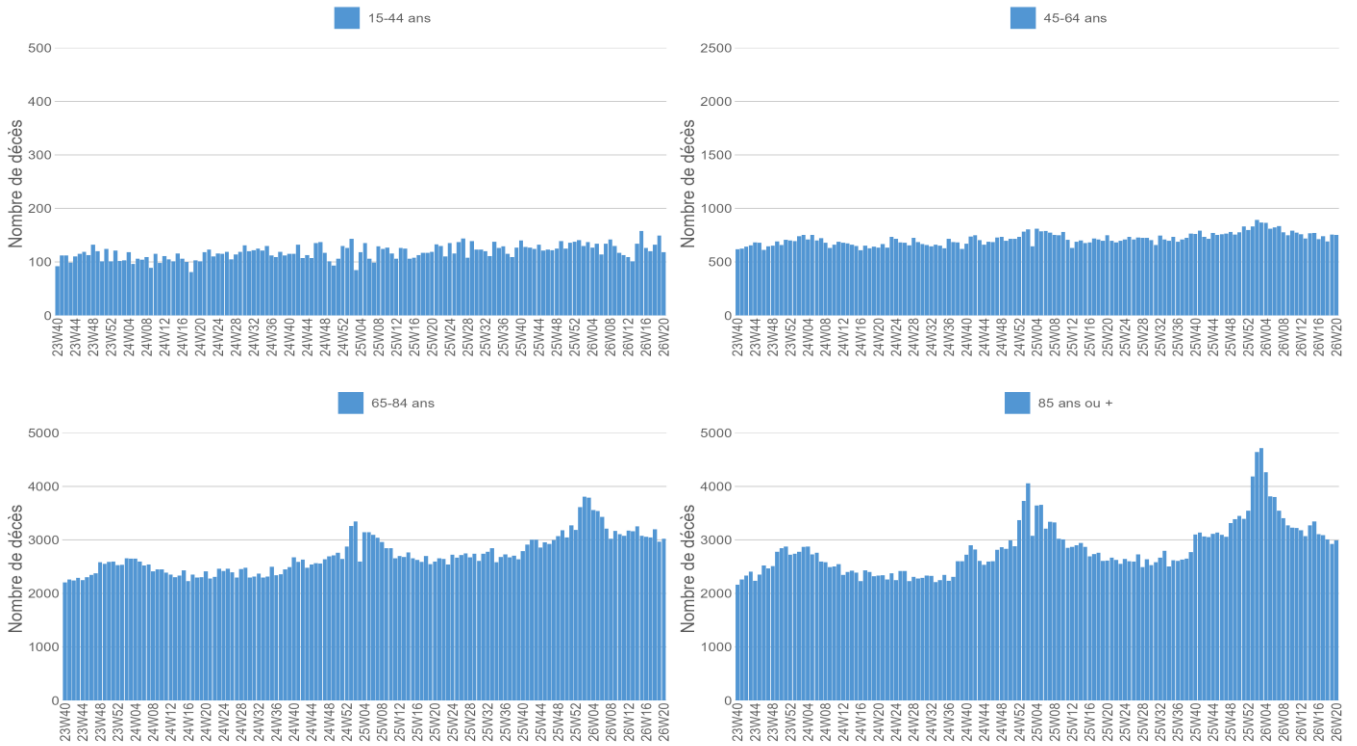 15-44 ans
Nombre de décès
500
400
300
200
100
0
23W40 23W44 23W48 23W52 24W04 24W08 24W12 24W16 24W20 24W24 24W28 24W32 24W36 24W40 24W44 24W48 24W52 25W04 25W08 25W12 25W16 25W20 25W24 25W28 25W32 25W36 25W40 25W44 25W48 25W52 26W04 26W08 26W12 26W16 26W20
45-64 ans
Nombre de décès
2500
2000
1500
1000
500
0
23W40 23W44 23W48 23W52 24W04 24W08 24W12 24W16 24W20 24W24 24W28 24W32 24W36 24W40 24W44 24W48 24W52 25W04 25W08 25W12 25W16 25W20 25W24 25W28 25W32 25W36 25W40 25W44 25W48 25W52 26W04 26W08 26W12 26W16 26W20
65-84 ans
Nombre de décès
5000
4000
3000
2000
1000
0
23W40 23W44 23W48 23W52 24W04 24W08 24W12 24W16 24W20 24W24 24W28 24W32 24W36 24W40 24W44 24W48 24W52 25W04 25W08 25W12 25W16 25W20 25W24 25W28 25W32 25W36 25W40 25W44 25W48 25W52 26W04 26W08 26W12 26W16 26W20
85 ans ou +
Nombre de décès
5000
4000
3000
2000
1000
0
23W40 23W44 23W48 23W52 24W04 24W08 24W12 24W16 24W20 24W24 24W28 24W32 24W36 24W40 24W44 24W48 24W52 25W04 25W08 25W12 25W16 25W20 25W24 25W28 25W32 25W36 25W40 25W44 25W48 25W52 26W04 26W08 26W12 26W16 26W20